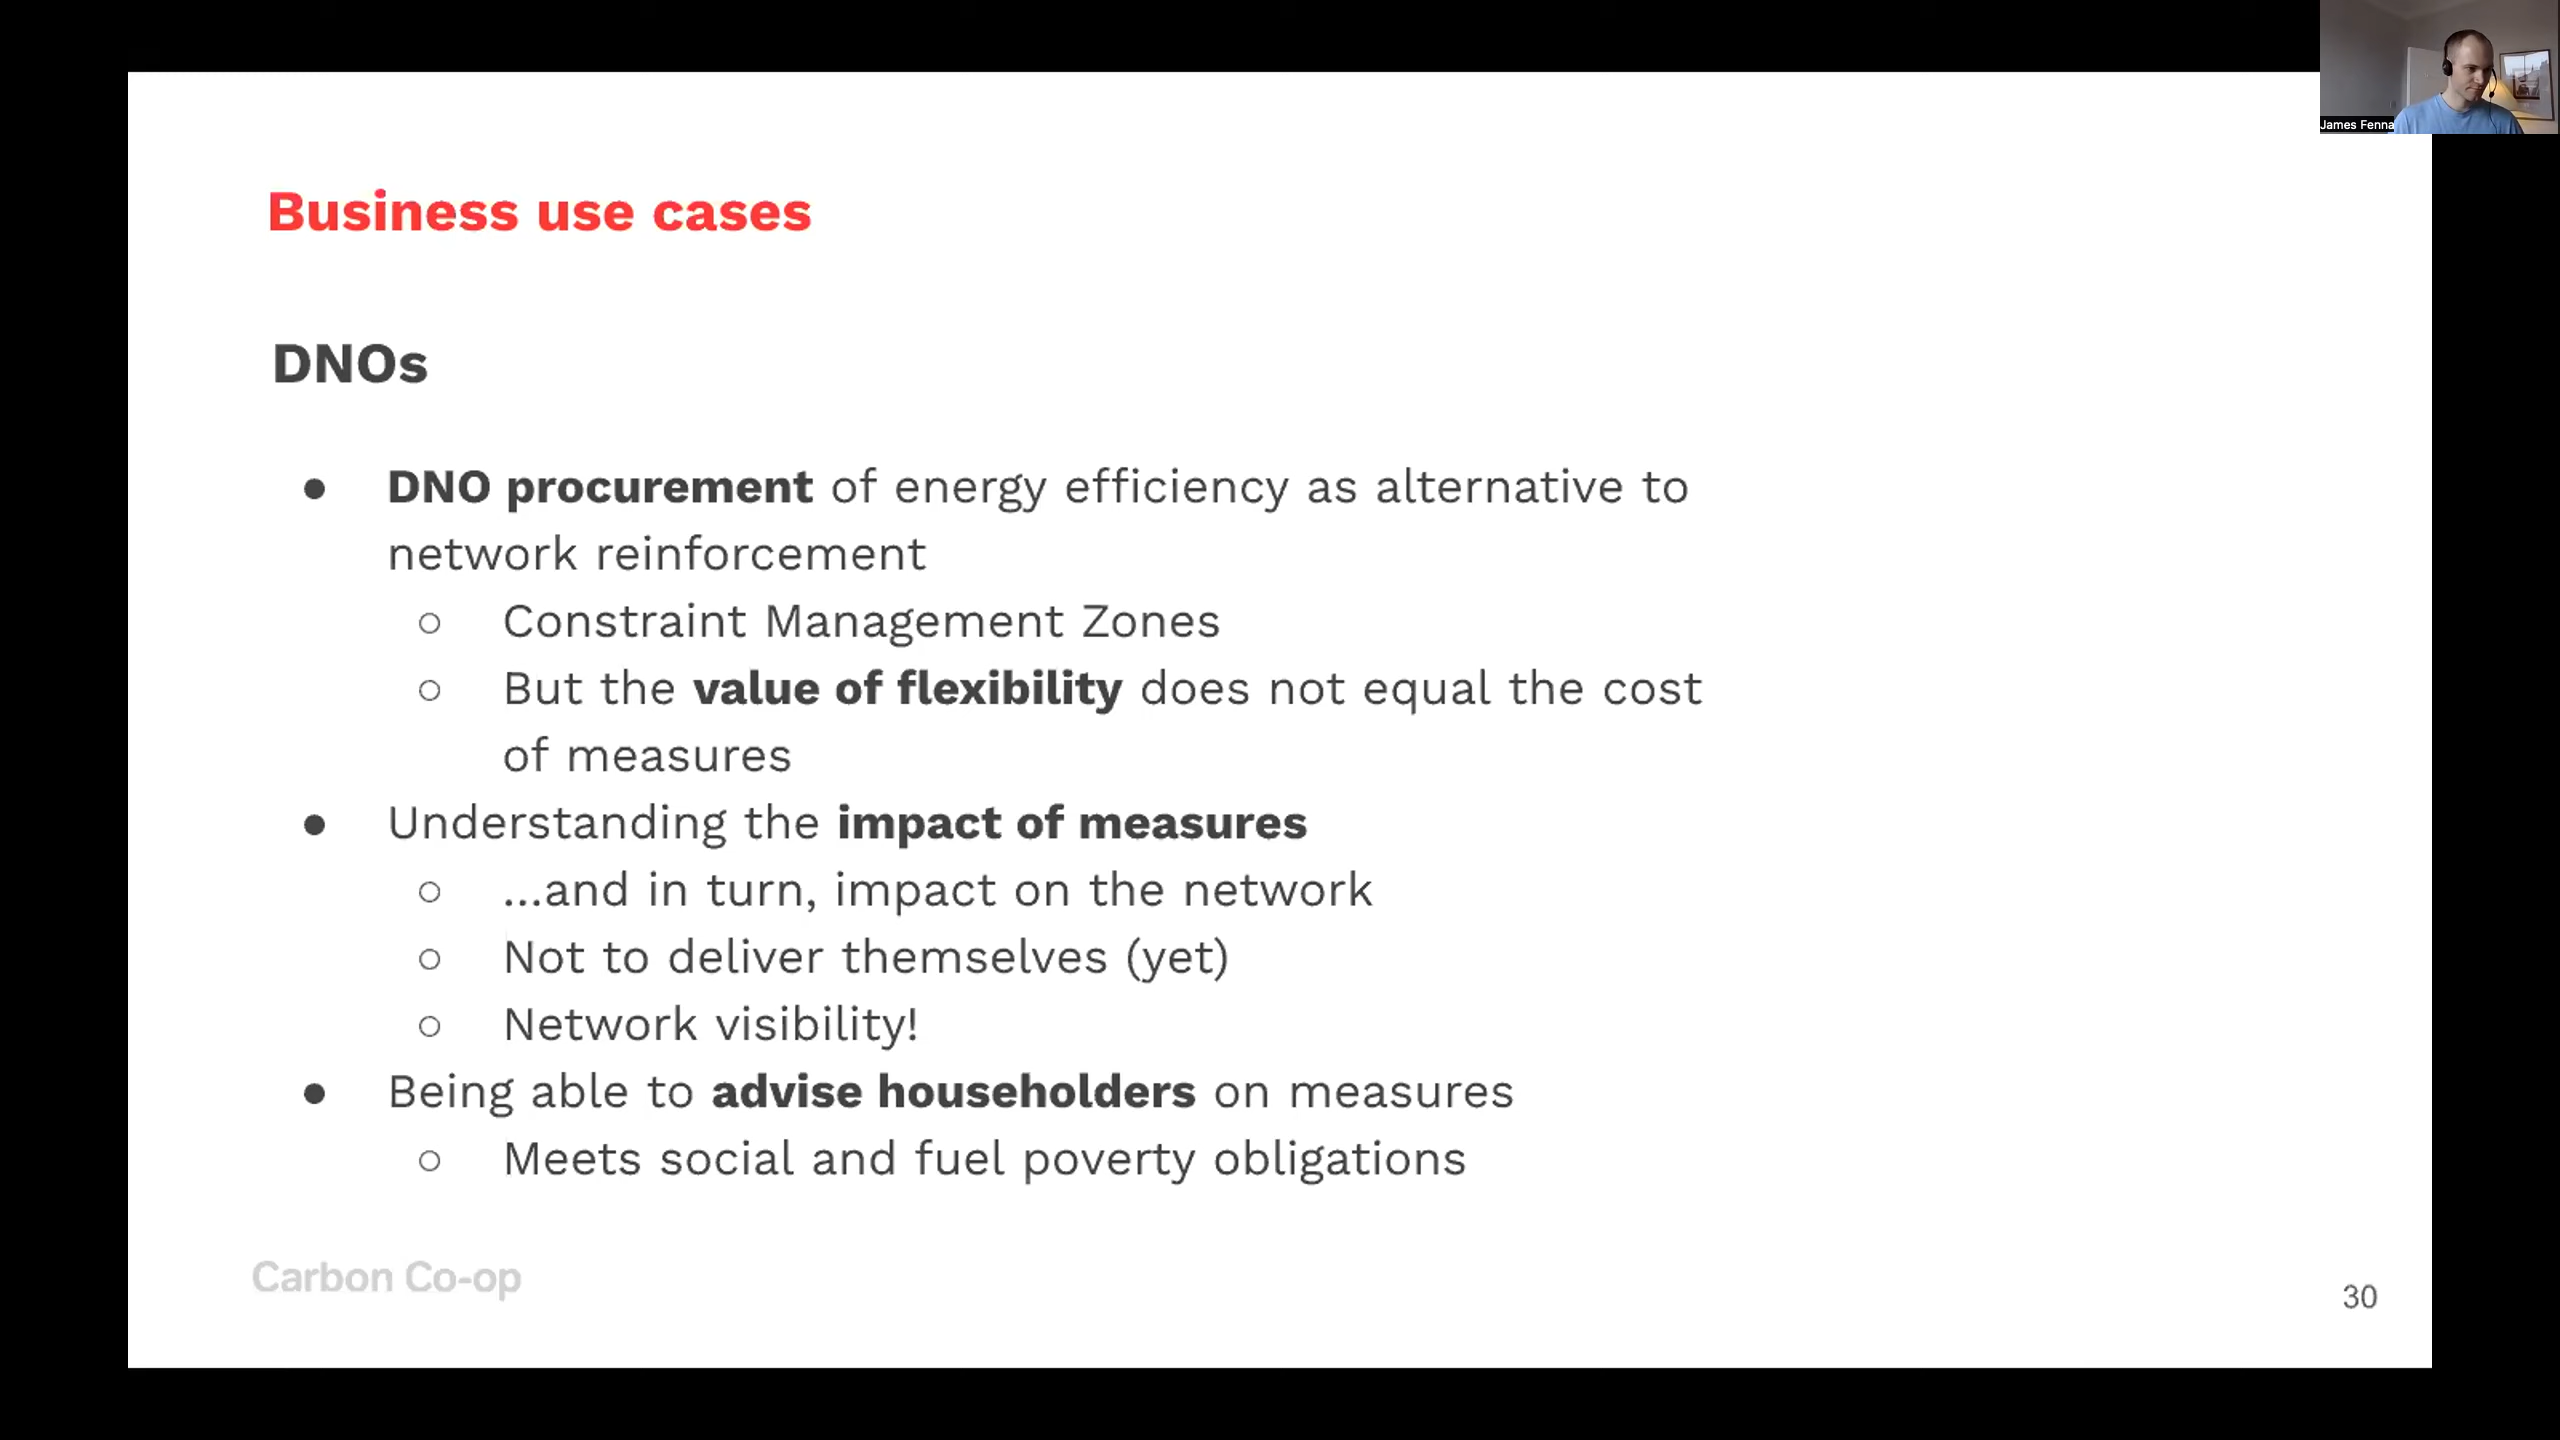 James Fenna
Business use cases
DNOs
● DNO procurement of energy efficiency as alternative to
network reinforcement
○ Constraint Management Zones
○ But the value of flexibility does not equal the cost
of measures
● Understanding the impact of measures
○ ...and in turn, impact on the network
○ Not to deliver themselves (yet)
○ Network visibility!
● Being able to advise householders on measures
○ Meets social and fuel poverty obligations
Carbon Co-op
30